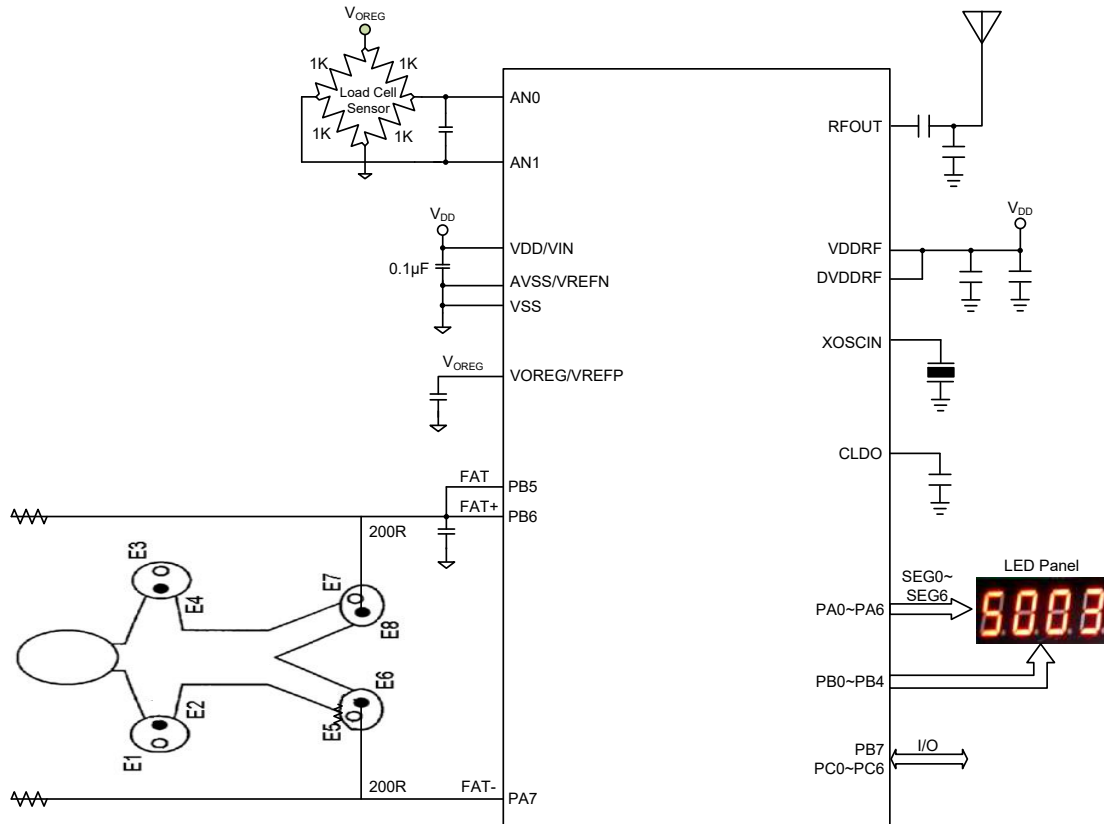 VOREG
1K
1K
Load Cell
Sensor
1K
1K
AN0
AN1
VDD
VDD/VIN
0.1µF
AVSS/VREFN
VSS
VOREG
VOREG/VREFP
FAT
PB5
FAT+
PB6
200R
E3
E4
E7
E8
E6
E5
E2
E1
200R
FAT-
PA7
RFOUT
VDD
VDDRF
DVDDRF
XOSCIN
CLDO
LED Panel
SEG0~
SEG6
PA0~PA6
5003
PB0~PB4
PB7
I/O
PC0~PC6